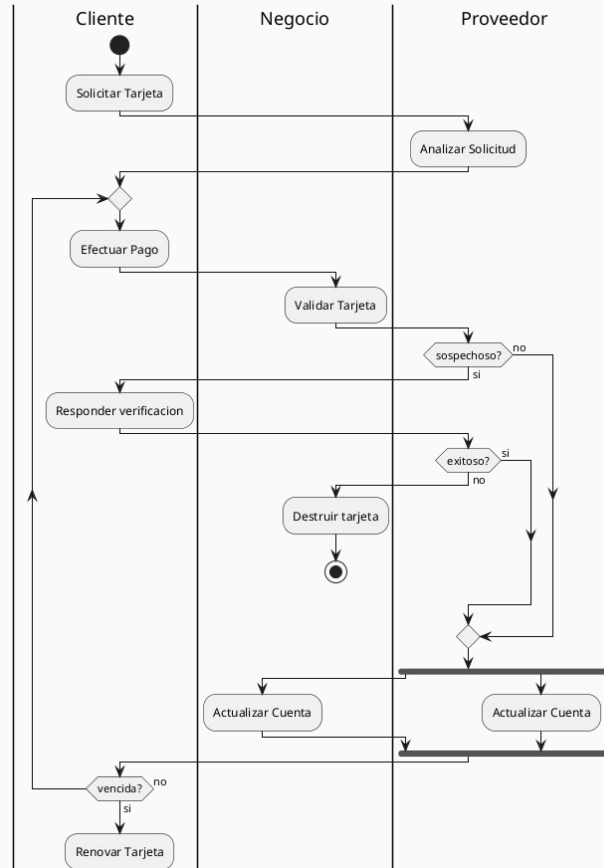 Cliente
Negocio
Proveedor
Solicitar Tarjeta
Analizar Solicitud
Efectuar Pago
Validar Tarjeta
sospechoso?
no
si
Responder verificacion
exitoso?
si
no
Destruir tarjeta
Actualizar Cuenta
Actualizar Cuenta
vencida?
no
si
Renovar Tarjeta